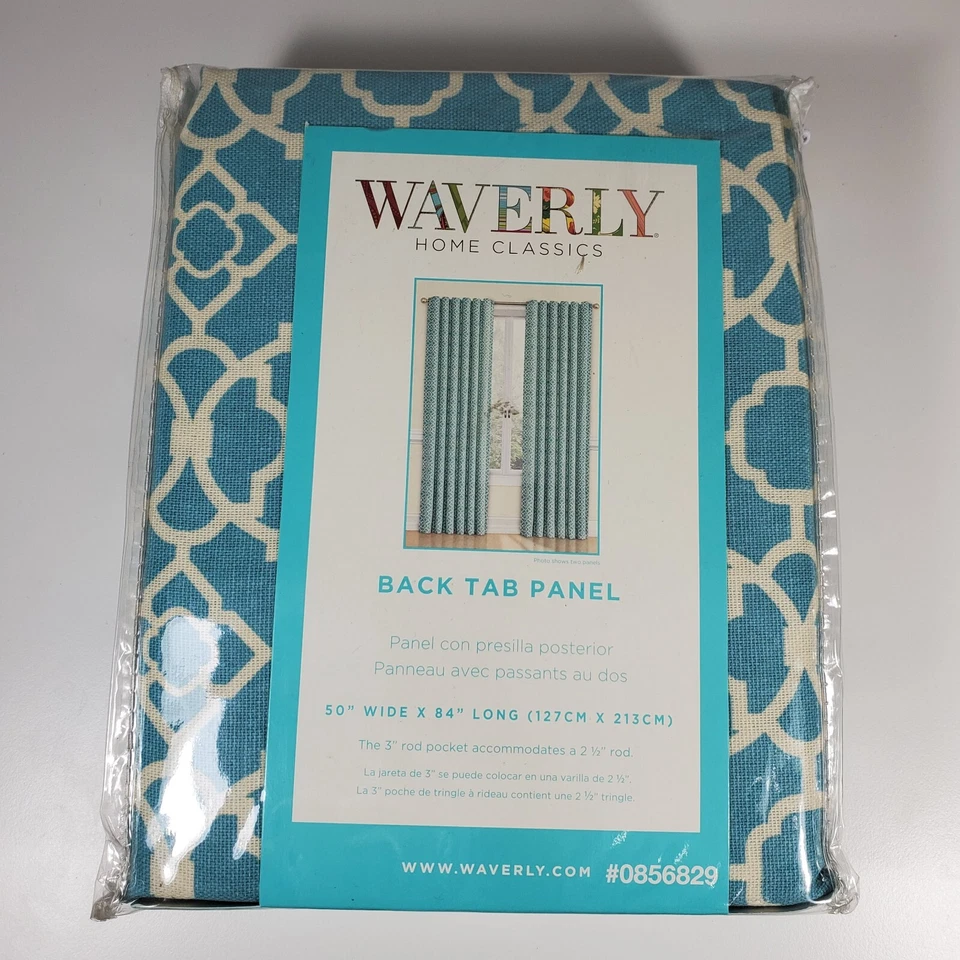 WAVERLY®
HOME CLASSICS
Photo shows two panels
BACK TAB PANEL
Panel con presilla posterior
Panneau avec passants au dos
50" WIDE X 84" LONG (127CM X 213CM)
The 3" rod pocket accommodates a 2 ½" rod.
La jareta de 3" se puede colocar en una varilla de 2 ½".
La 3" poche de tringle à rideau contient une 2 ½" tringle.
WWW.WAVERLY.COM #0856829